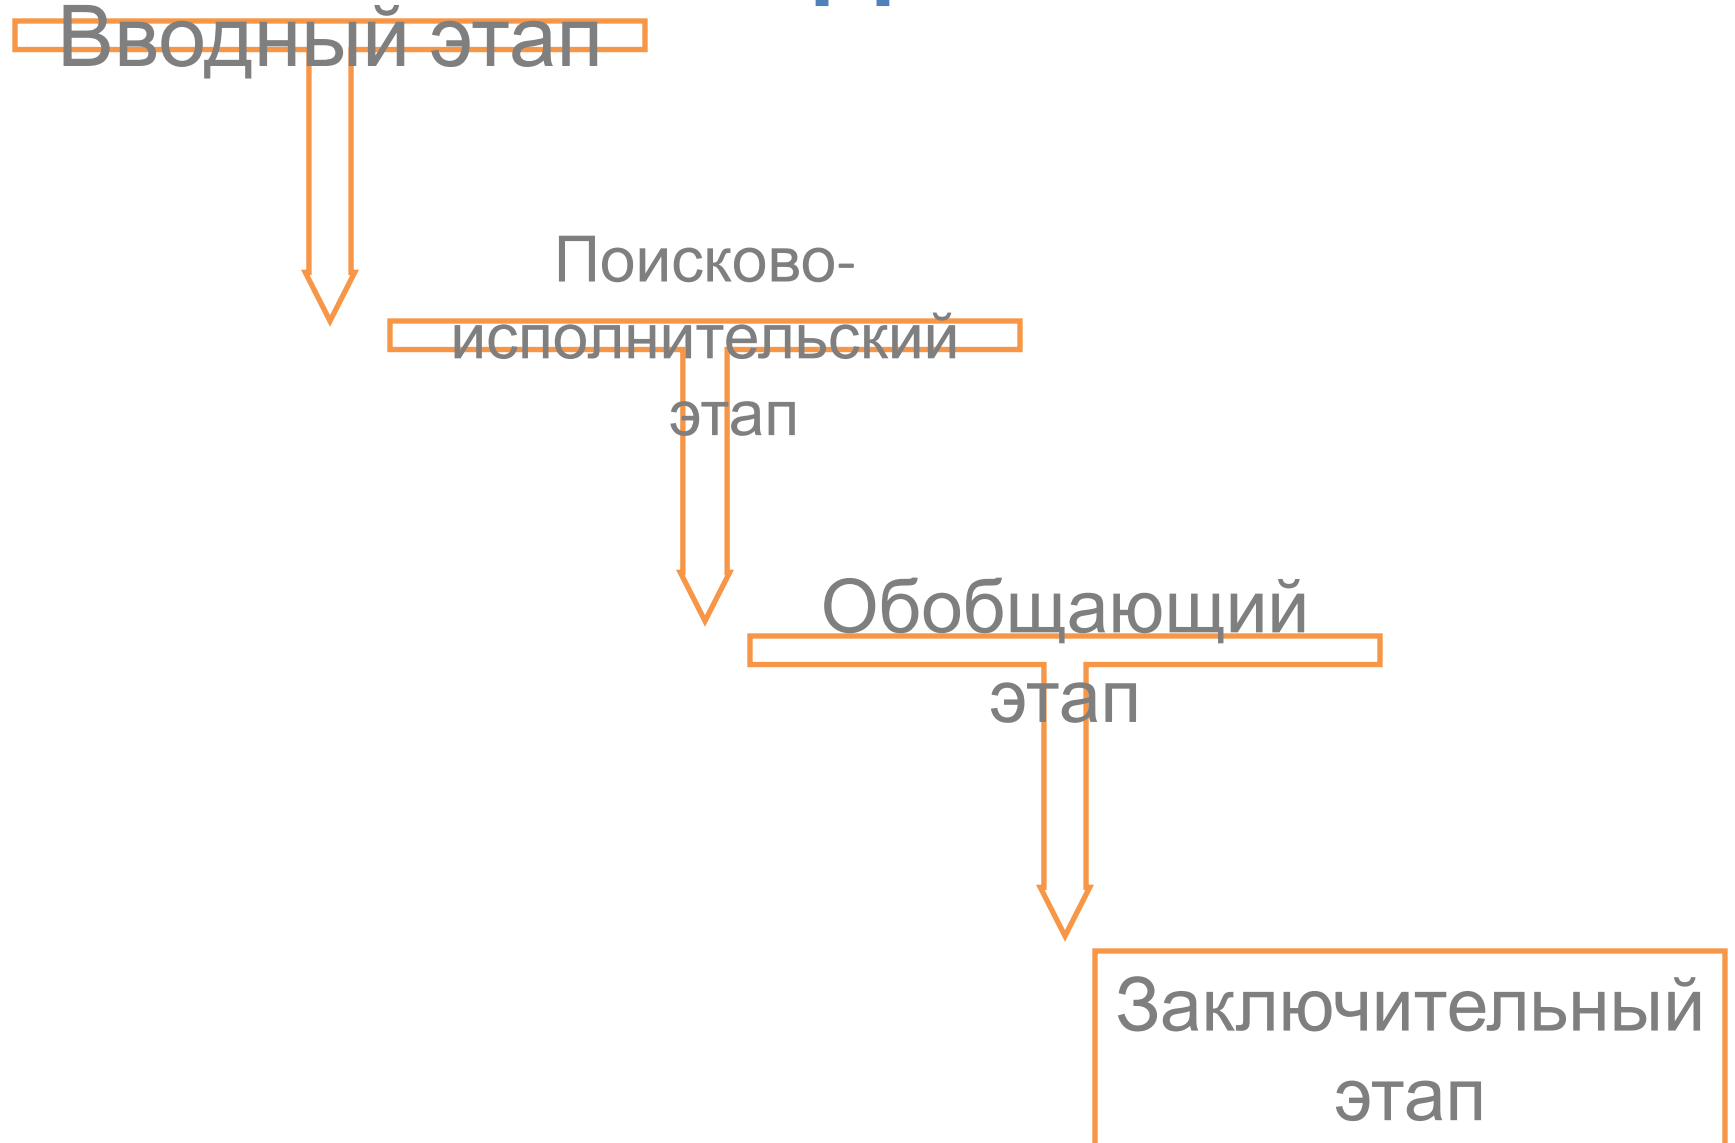 Вводный этап
Поисково-
исполнительский
этап
Обобщающий
этап
Заключительный
этап